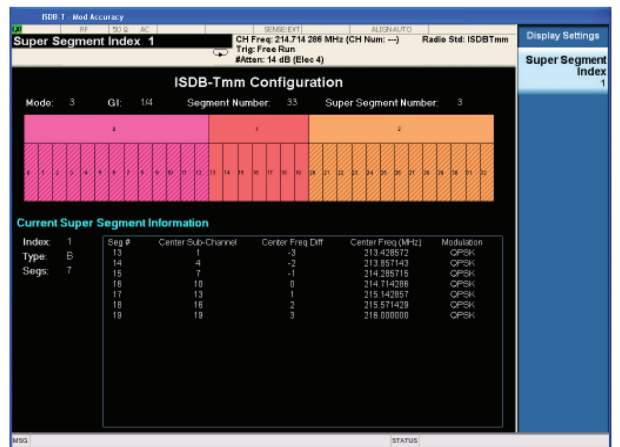 ISDB-T - Mod Accuracy
RF 50 Ω AC SENSE:EXT ALIGN AUTO
Super Segment Index 1
CH Freq: 214.714 286 MHz (CH Num: ---) Radio Std: ISDBTmm
Trig: Free Run
#Atten: 14 dB (Elec 4)
Display Settings
Super Segment Index
1
ISDB-Tmm Configuration
Mode: 3 GI: 1/4 Segment Number: 33 Super Segment Number: 3
0 1 2
0 1 2 3 4 5 6 7 8 9 10 11 12 13 14 15 16 17 18 19 20 21 22 23 24 25 26 27 28 29 30 31 32
Current Super Segment Information
Index: 1
Type: B
Segs: 7
Seg # Center Sub-Channel Center Freq Diff Center Freq (MHz) Modulation
13 1 -3 213.428572 QPSK
14 4 -2 213.857143 QPSK
15 7 -1 214.285715 QPSK
16 10 0 214.714286 QPSK
17 13 1 215.142857 QPSK
18 16 2 215.571429 QPSK
19 19 3 216.000000 QPSK
MSG STATUS